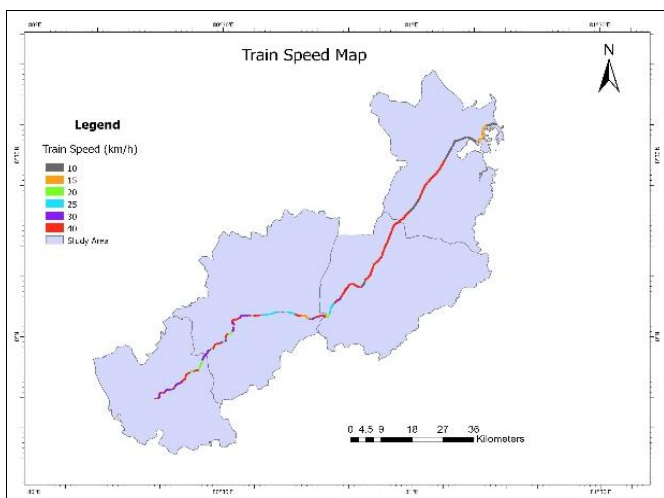 Train Speed Map
N
Legend
Train Speed (km/h)
10
15
20
25
30
40
Study Area
0 4.5 9 18 27 36
Kilometers